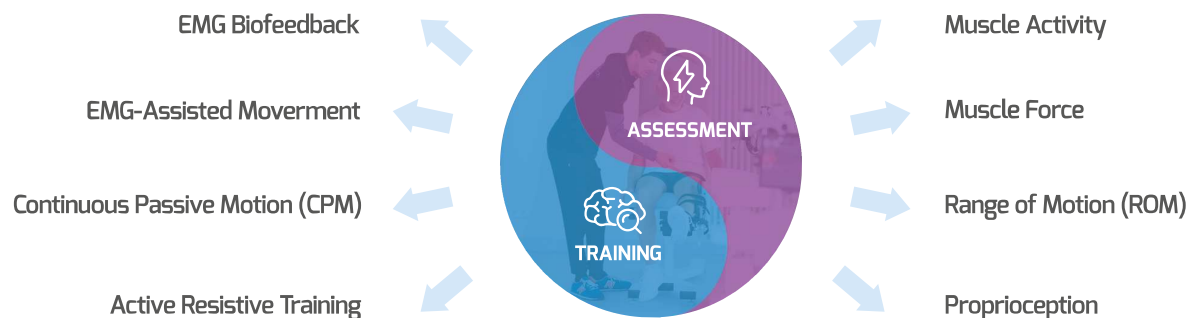 EMG Biofeedback
EMG-Assisted Moverment
Continuous Passive Motion (CPM)
Active Resistive Training
ASSESSMENT
TRAINING
Muscle Activity
Muscle Force
Range of Motion (ROM)
Proprioception